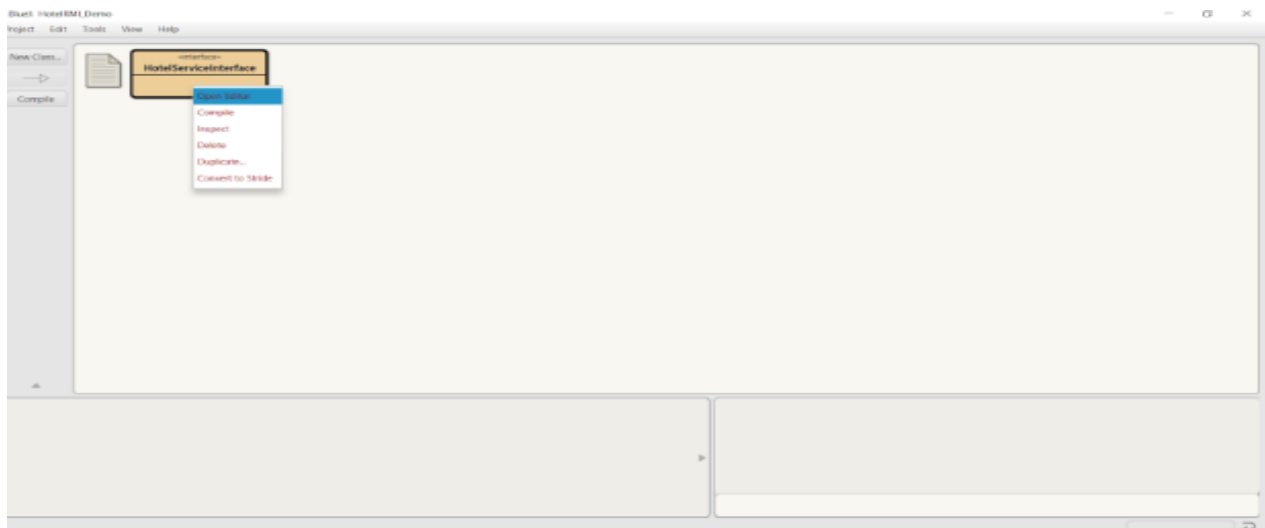 BlueJ: HotelRMI_Demo
Project Edit Tools View Help
New Class...
Compile
<interface>
HotelServiceInterface
Open Editor
Compile
Inspect
Delete
Duplicate...
Convert to Stride